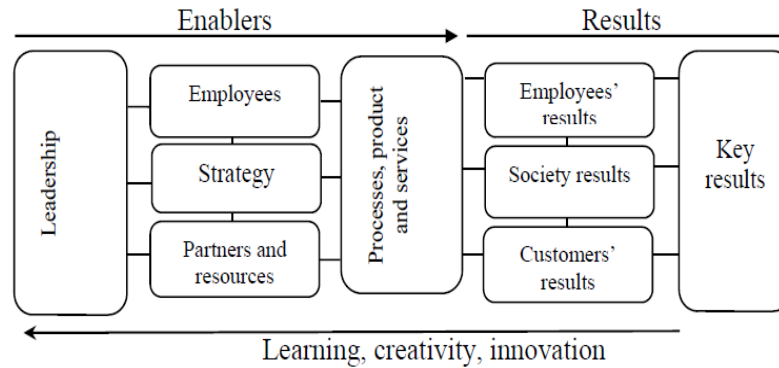 Enablers
Results
Leadership
Employees
Strategy
Partners and
resources
Processes, product
and services
Employees'
results
Society results
Customers'
results
Key
results
Learning, creativity, innovation